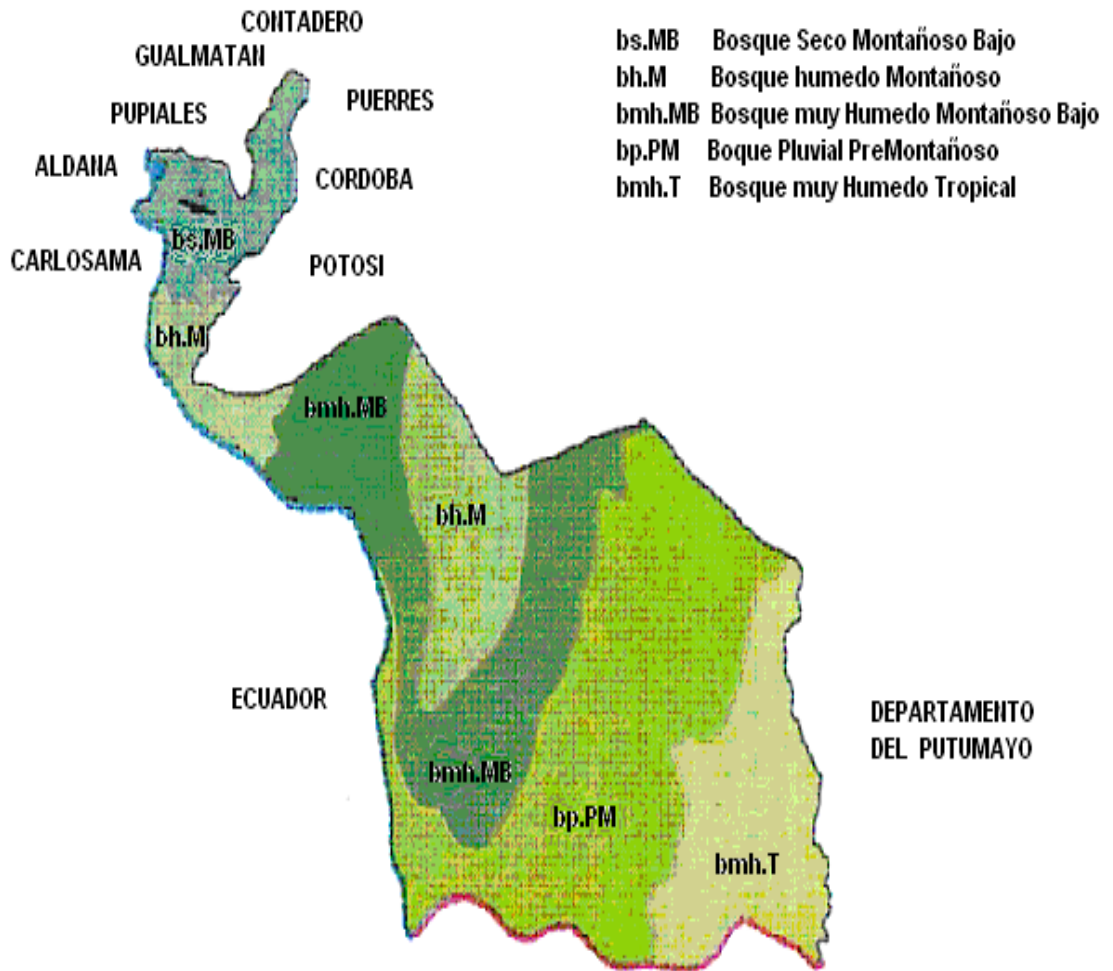 CONTADERO
GUALMATAN
PUERRES
PUPIALES
ALDANA
CORDOBA
bs.MB
CARLOSAMA
POTOSI
bh.M
bmh.MB
bh.M
ECUADOR
DEPARTAMENTO
DEL PUTUMAYO
bmh.MB
bp.PM
bmh.T
bs.MB Bosque Seco Montañoso Bajo
bh.M Bosque humedo Montañoso
bmh.MB Bosque muy Humedo Montañoso Bajo
bp.PM Boque Pluvial PreMontañoso
bmh.T Bosque muy Humedo Tropical